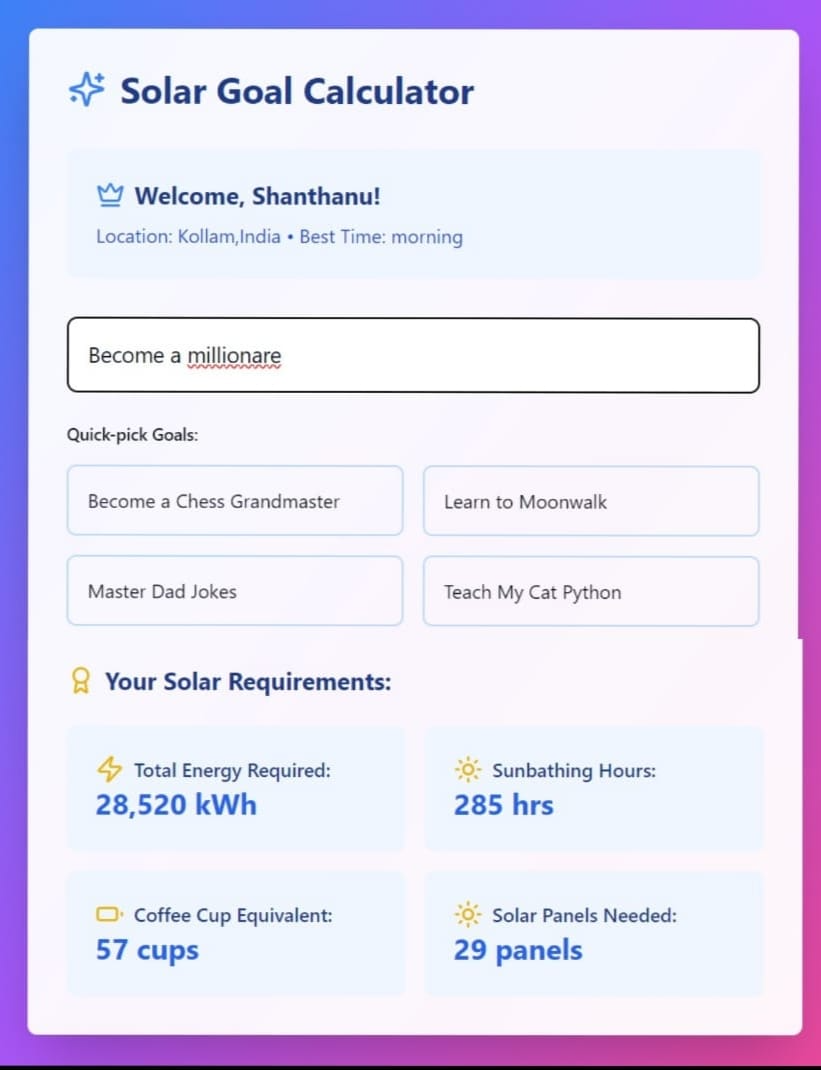 Solar Goal Calculator
Welcome, Shanthanu!
Location: Kollam,India • Best Time: morning
Become a millionare
Quick-pick Goals:
Become a Chess Grandmaster
Learn to Moonwalk
Master Dad Jokes
Teach My Cat Python
Your Solar Requirements:
Total Energy Required:
28,520 kWh
Sunbathing Hours:
285 hrs
Coffee Cup Equivalent:
57 cups
Solar Panels Needed:
29 panels